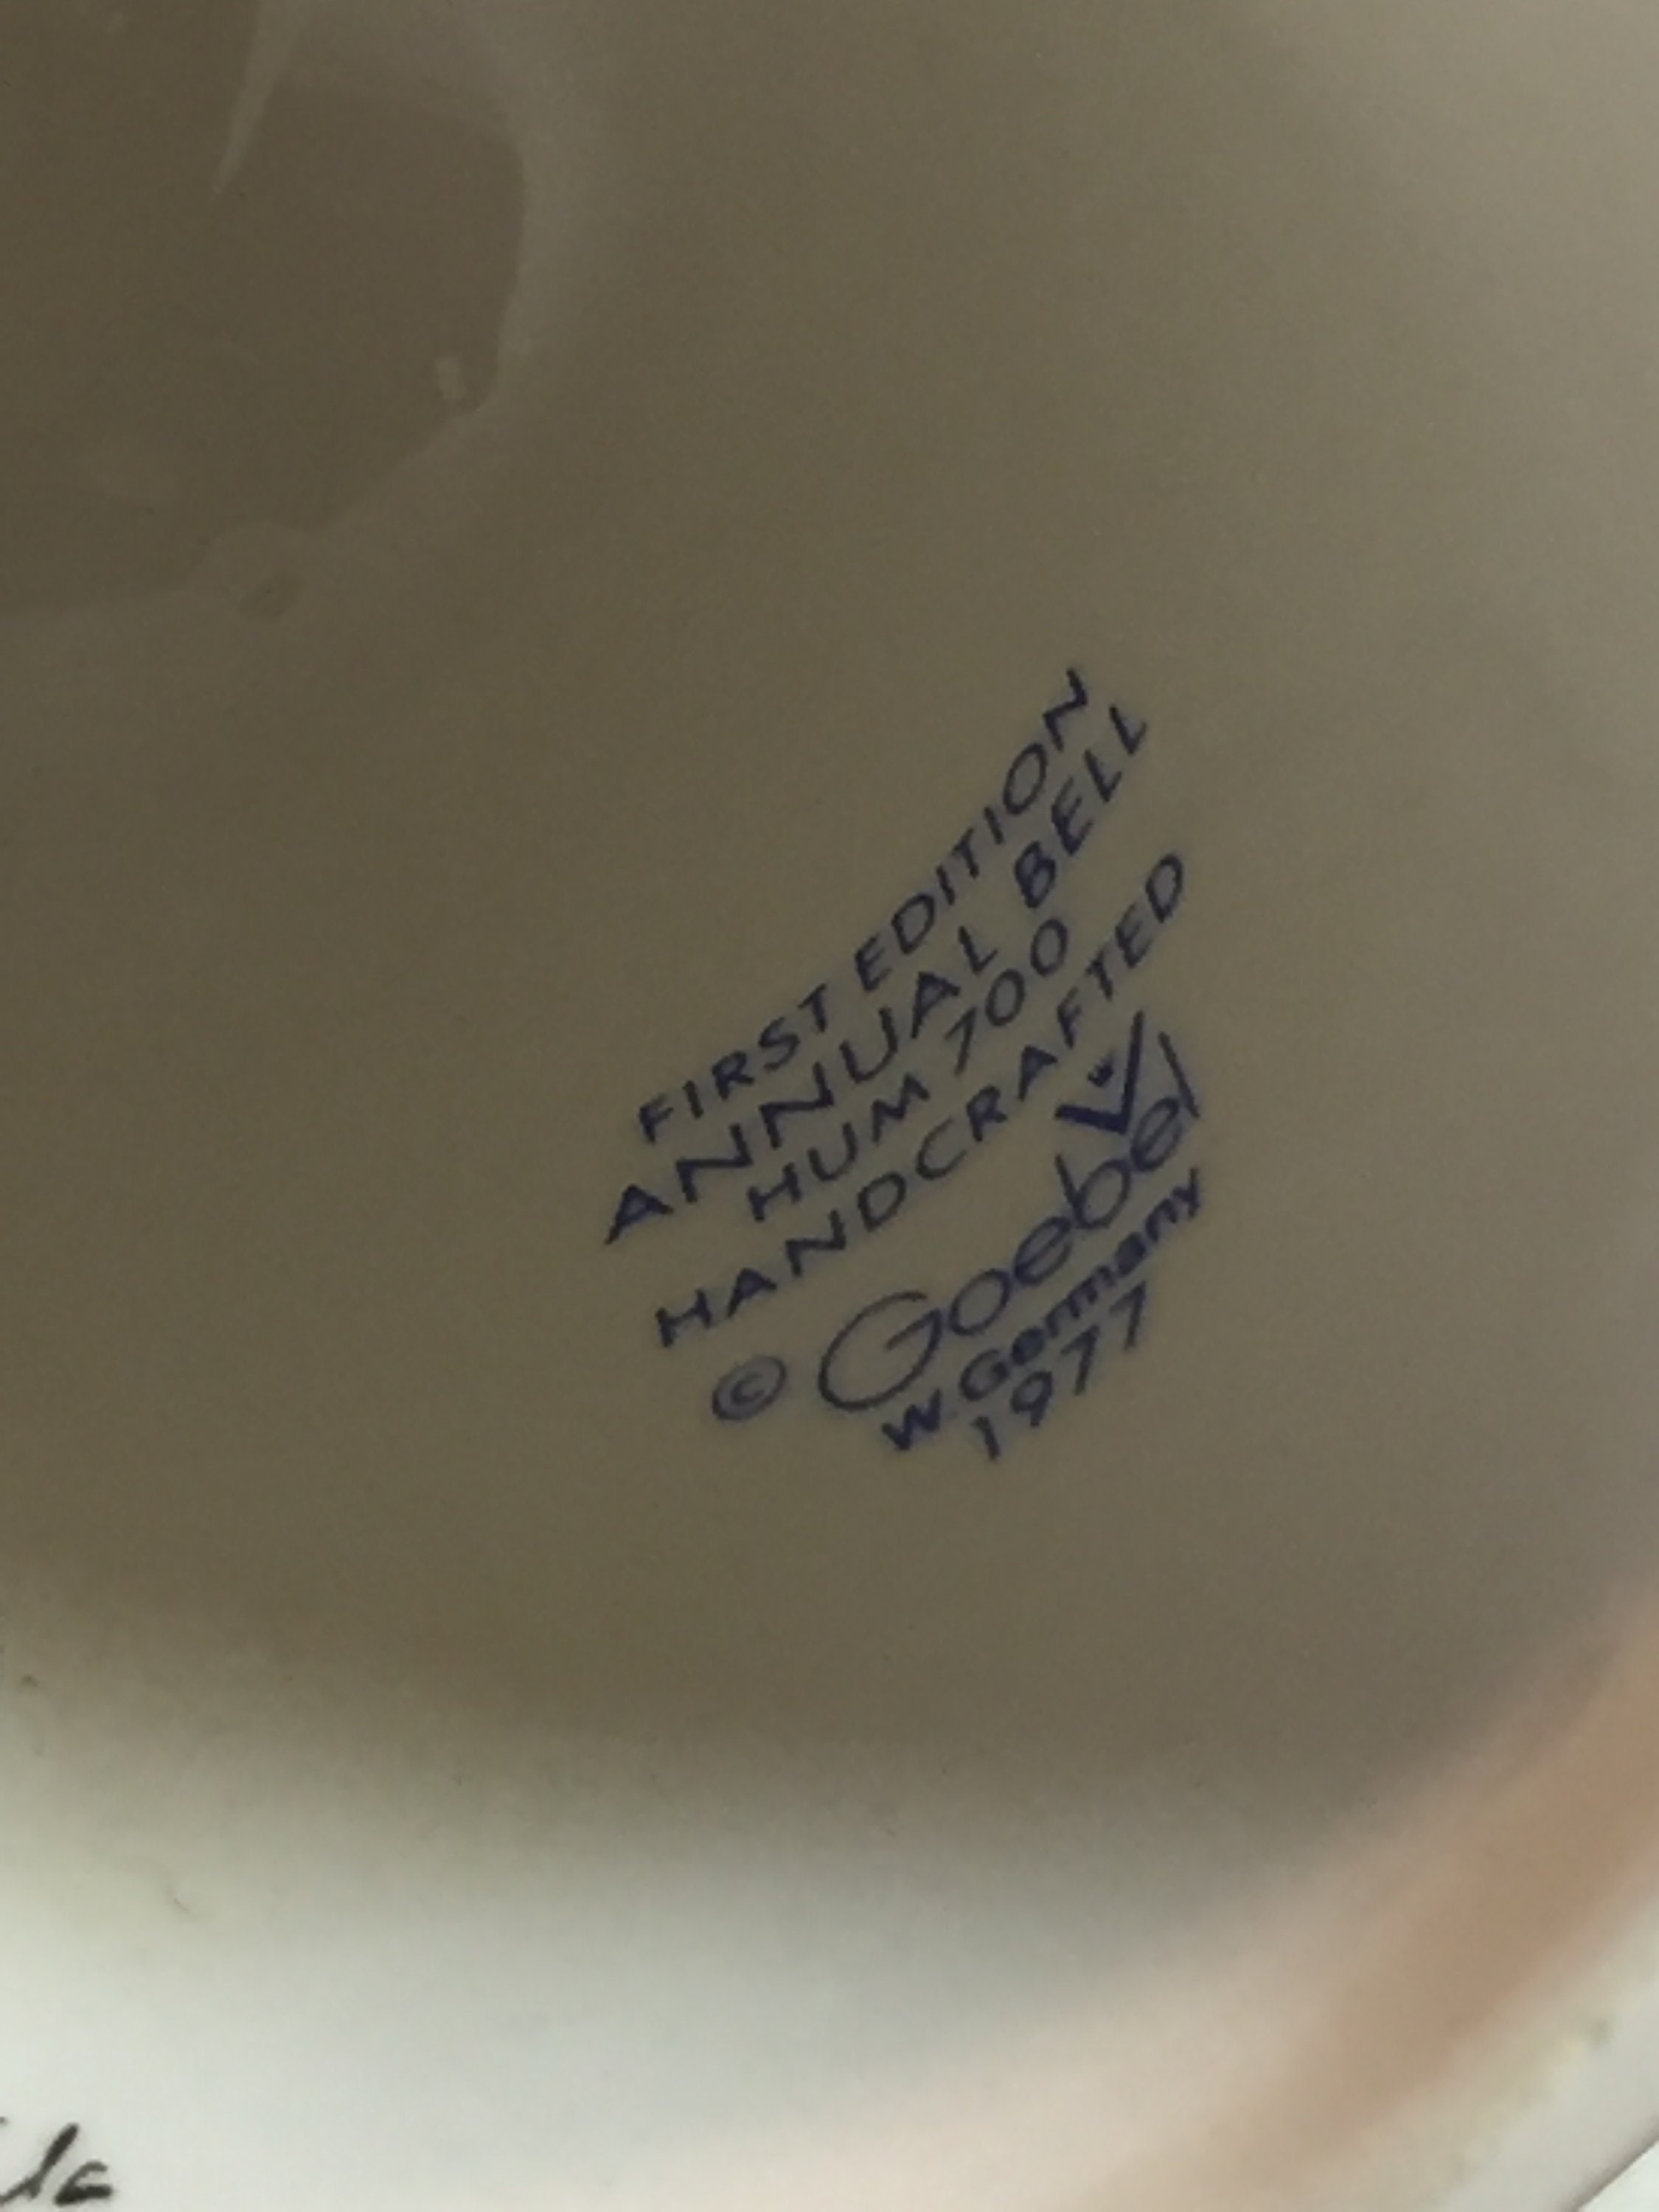 FIRST EDITION
ANNUAL BELL
HUM 700
HANDCRAFTED
© Goebel
W. Germany
1977